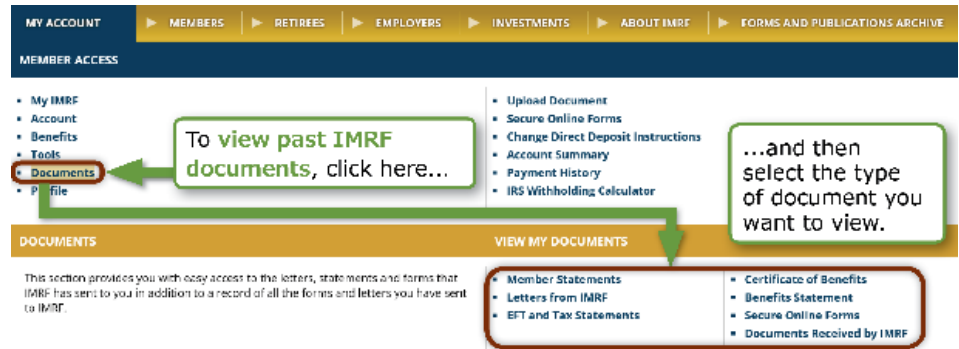 MY ACCOUNT
MEMBERS
RETIREES
EMPLOYERS
INVESTMENTS
ABOUT IMRF
FORMS AND PUBLICATIONS ARCHIVE
MEMBER ACCESS
My IMRF
Account
Benefits
Tools
Documents
To view past IMRF
documents, click here...
Upload Document
Secure Online Forms
Change Direct Deposit Instructions
Account Summary
Payment History
IRS Withholding Calculator
...and then
select the type
of document you
want to view.
DOCUMENTS
VIEW MY DOCUMENTS
This section provides you with easy access to the letters, statements and forms that
IMRF has sent to you in addition to a record of all the forms and letters you have sent
to IMRF.
Member Statements
Letters from IMRF
EFT and Tax Statements
Certificate of Benefits
Benefits Statement
Secure Online Forms
Documents Received by IMRF